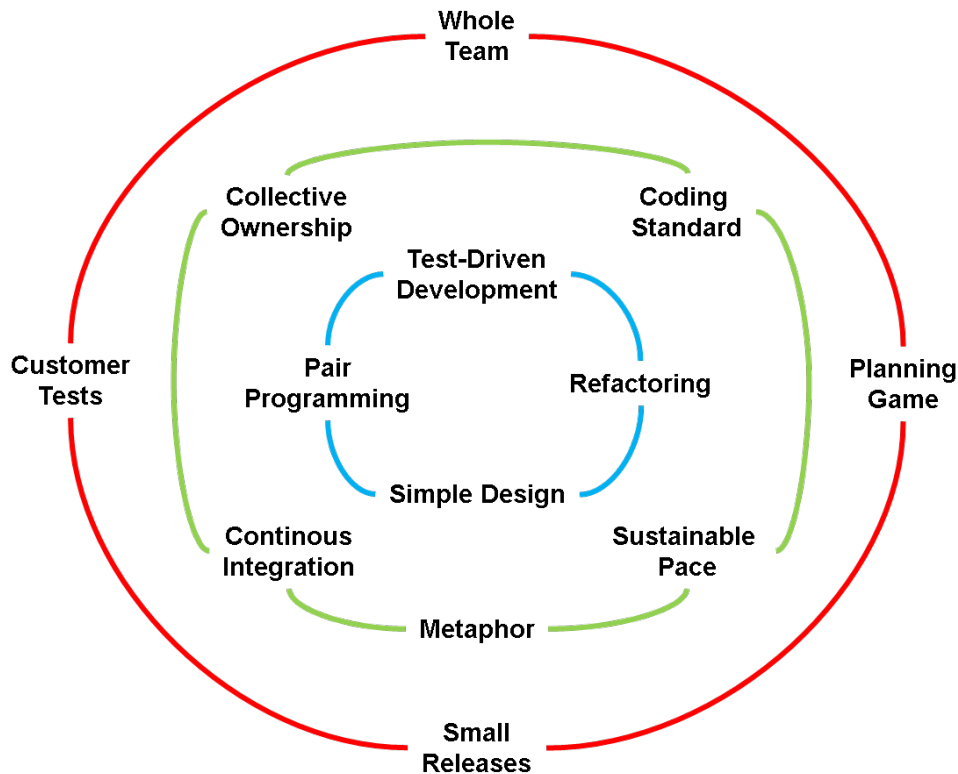 Whole
Team
Collective
Ownership
Coding
Standard
Test-Driven
Development
Customer
Tests
Pair
Programming
Refactoring
Planning
Game
Simple Design
Continous
Integration
Sustainable
Pace
Metaphor
Small
Releases